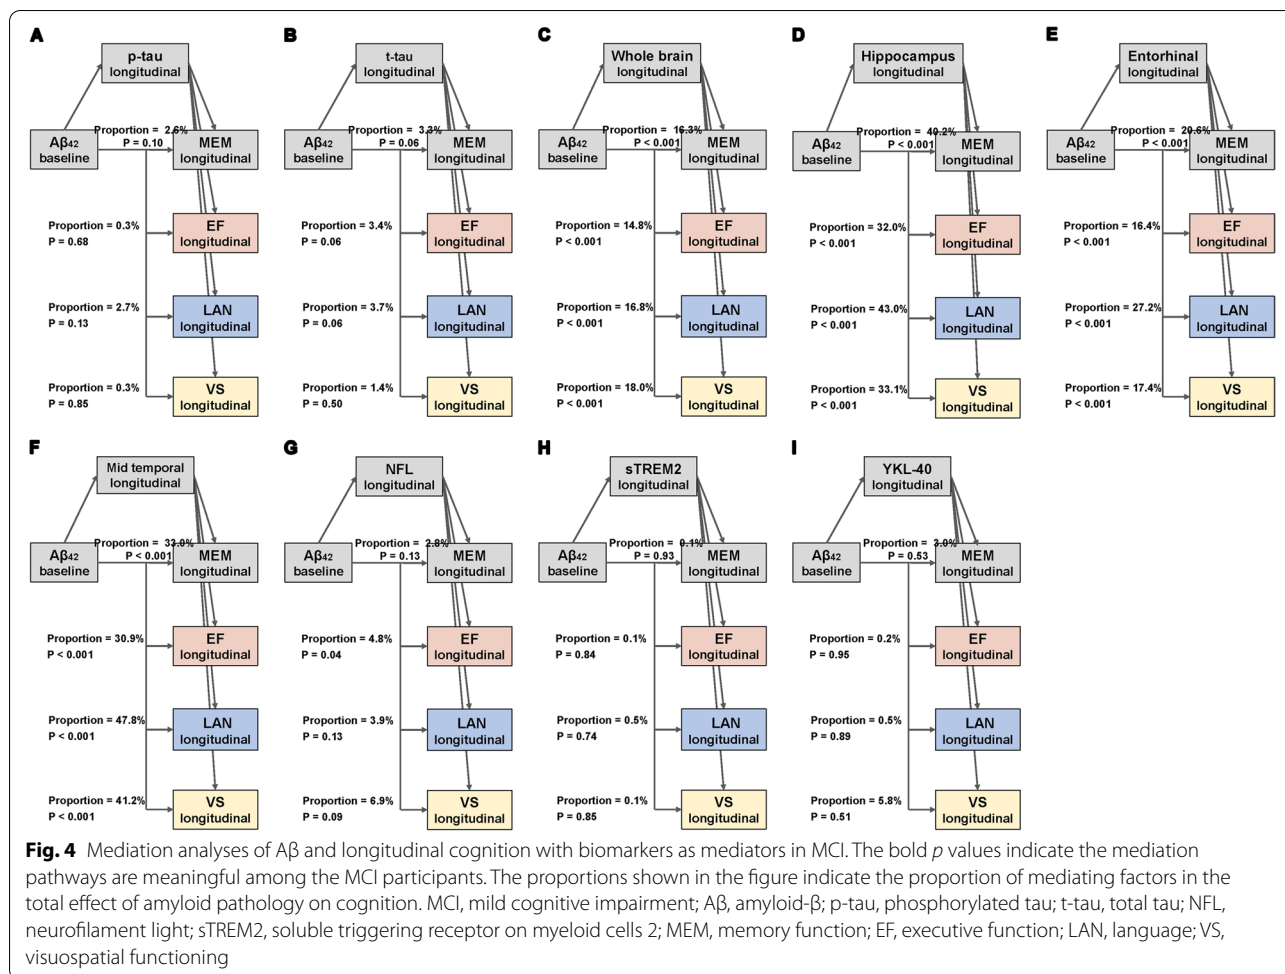 A
p-tau
longitudinal
Aβ42
baseline
Proportion = 2.6%
P = 0.10
MEM
longitudinal
Proportion = 0.3%
P = 0.68
EF
longitudinal
Proportion = 2.7%
P = 0.13
LAN
longitudinal
Proportion = 0.3%
P = 0.85
VS
longitudinal
B
t-tau
longitudinal
Aβ42
baseline
Proportion = 3.3%
P = 0.06
MEM
longitudinal
Proportion = 3.4%
P = 0.06
EF
longitudinal
Proportion = 3.7%
P = 0.06
LAN
longitudinal
Proportion = 1.4%
P = 0.50
VS
longitudinal
C
Whole brain
longitudinal
Aβ42
baseline
Proportion = 16.3%
P < 0.001
MEM
longitudinal
Proportion = 14.8%
P < 0.001
EF
longitudinal
Proportion = 16.8%
P < 0.001
LAN
longitudinal
Proportion = 18.0%
P < 0.001
VS
longitudinal
D
Hippocampus
longitudinal
Aβ42
baseline
Proportion = 40.2%
P < 0.001
MEM
longitudinal
Proportion = 32.0%
P < 0.001
EF
longitudinal
Proportion = 43.0%
P < 0.001
LAN
longitudinal
Proportion = 33.1%
P < 0.001
VS
longitudinal
E
Entorhinal
longitudinal
Aβ42
baseline
Proportion = 20.6%
P < 0.001
MEM
longitudinal
Proportion = 16.4%
P < 0.001
EF
longitudinal
Proportion = 27.2%
P < 0.001
LAN
longitudinal
Proportion = 17.4%
P < 0.001
VS
longitudinal
F
Mid temporal
longitudinal
Aβ42
baseline
Proportion = 33.0%
P < 0.001
MEM
longitudinal
Proportion = 30.9%
P < 0.001
EF
longitudinal
Proportion = 47.8%
P < 0.001
LAN
longitudinal
Proportion = 41.2%
P < 0.001
VS
longitudinal
G
NFL
longitudinal
Aβ42
baseline
Proportion = 2.8%
P = 0.13
MEM
longitudinal
Proportion = 4.8%
P = 0.04
EF
longitudinal
Proportion = 3.9%
P = 0.13
LAN
longitudinal
Proportion = 6.9%
P = 0.09
VS
longitudinal
H
sTREM2
longitudinal
Aβ42
baseline
Proportion = 0.1%
P = 0.93
MEM
longitudinal
Proportion = 0.1%
P = 0.84
EF
longitudinal
Proportion = 0.5%
P = 0.74
LAN
longitudinal
Proportion = 0.1%
P = 0.85
VS
longitudinal
I
YKL-40
longitudinal
Aβ42
baseline
Proportion = 3.0%
P = 0.53
MEM
longitudinal
Proportion = 0.2%
P = 0.95
EF
longitudinal
Proportion = 0.5%
P = 0.89
LAN
longitudinal
Proportion = 5.8%
P = 0.51
VS
longitudinal
Fig. 4 Mediation analyses of Aβ and longitudinal cognition with biomarkers as mediators in MCI. The bold p values indicate the mediation
pathways are meaningful among the MCI participants. The proportions shown in the figure indicate the proportion of mediating factors in the
total effect of amyloid pathology on cognition. MCI, mild cognitive impairment; Aβ, amyloid-β; p-tau, phosphorylated tau; t-tau, total tau; NFL,
neurofilament light; sTREM2, soluble triggering receptor on myeloid cells 2; MEM, memory function; EF, executive function; LAN, language; VS,
visuospatial functioning